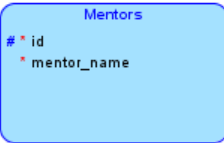 Mentors
# * id
* mentor_name